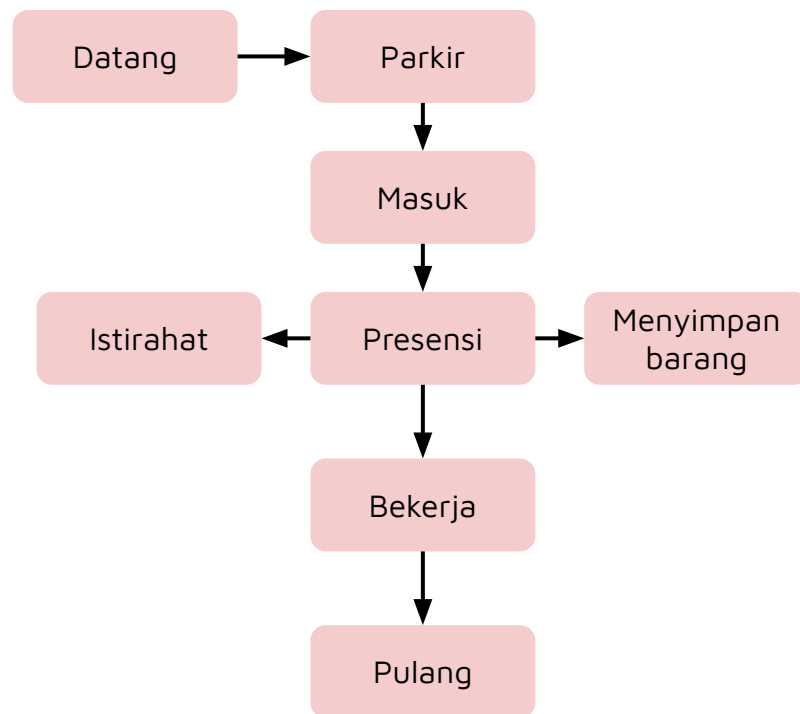 Datang
Parkir
Masuk
Istirahat
Presensi
Menyimpan
barang
Bekerja
Pulang